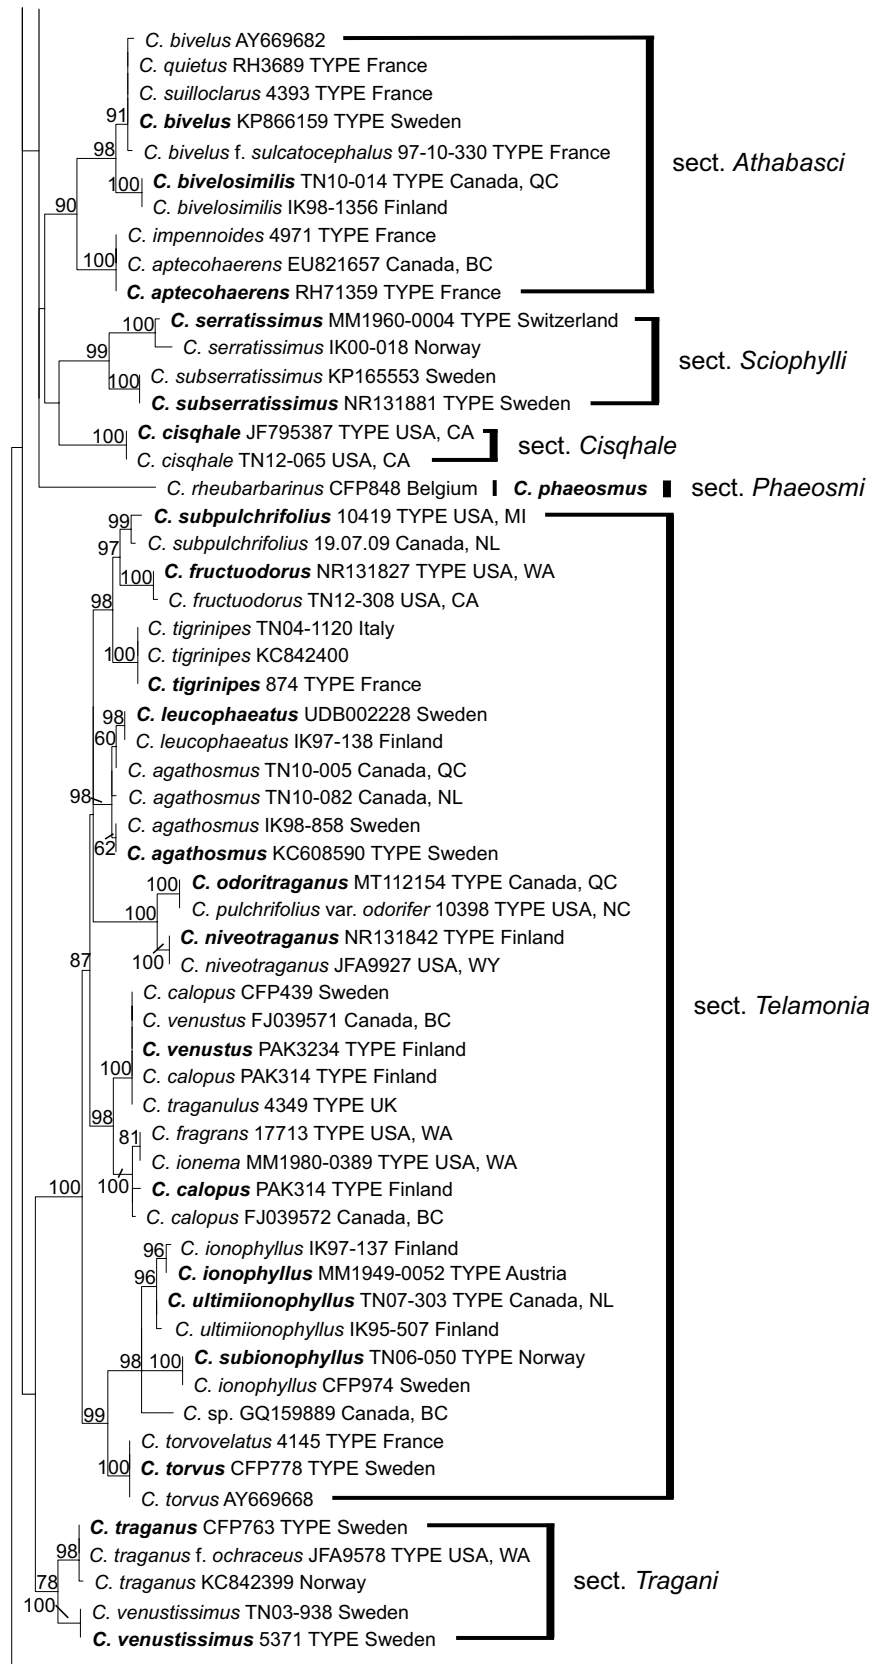 C. bivelus AY669682
C. quietus RH3689 TYPE France
C. suilloclarus 4393 TYPE France
91
C. bivelus KP866159 TYPE Sweden
98
C. bivelus f. sulcatocephalus 97-10-330 TYPE France
sect. Athabasci
100
C. bivelosimilis TN10-014 TYPE Canada, QC
90
C. bivelosimilis IK98-1356 Finland
C. impennoides 4971 TYPE France
100
C. aptecohaerens EU821657 Canada, BC
C. aptecohaerens RH71359 TYPE France
100
C. serratissimus MM1960-0004 TYPE Switzerland
99
C. serratissimus IK00-018 Norway
sect. Sciophylli
100
C. subserratissimus KP165553 Sweden
C. subserratissimus NR131881 TYPE Sweden
100
C. cisqhale JF795387 TYPE USA, CA
sect. Cisqhale
C. cisqhale TN12-065 USA, CA
C. rheubarbarinus CFP848 Belgium C. phaeosmus sect. Phaeosmi
99
C. subpulchrifolius 10419 TYPE USA, MI
97
C. subpulchrifolius 19.07.09 Canada, NL
100
C. fructuodorus NR131827 TYPE USA, WA
98
C. fructuodorus TN12-308 USA, CA
C. tigrinipes TN04-1120 Italy
100
C. tigrinipes KC842400
C. tigrinipes 874 TYPE France
98
C. leucophaeatus UDB002228 Sweden
60
C. leucophaeatus IK97-138 Finland
C. agathosmus TN10-005 Canada, QC
98
C. agathosmus TN10-082 Canada, NL
C. agathosmus IK98-858 Sweden
62
C. agathosmus KC608590 TYPE Sweden
100
C. odoritraganus MT112154 TYPE Canada, QC
100
C. pulchrifolius var. odorifer 10398 TYPE USA, NC
C. niveotraganus NR131842 TYPE Finland
87
100
C. niveotraganus JFA9927 USA, WY
C. calopus CFP439 Sweden
sect. Telamonia
C. venustus FJ039571 Canada, BC
C. venustus PAK3234 TYPE Finland
100
C. calopus PAK314 TYPE Finland
C. traganulus 4349 TYPE UK
98
81
C. fragrans 17713 TYPE USA, WA
C. ionema MM1980-0389 TYPE USA, WA
100
100
C. calopus PAK314 TYPE Finland
C. calopus FJ039572 Canada, BC
96
C. ionophyllus IK97-137 Finland
96
C. ionophyllus MM1949-0052 TYPE Austria
C. ultimiionophyllus TN07-303 TYPE Canada, NL
C. ultimiionophyllus IK95-507 Finland
98
100
C. subionophyllus TN06-050 TYPE Norway
C. ionophyllus CFP974 Sweden
99
C. sp. GQ159889 Canada, BC
C. torvovelatus 4145 TYPE France
100
C. torvus CFP778 TYPE Sweden
C. torvus AY669668
C. traganus CFP763 TYPE Sweden
98
C. traganus f. ochraceus JFA9578 TYPE USA, WA
78
C. traganus KC842399 Norway
sect. Tragani
100
C. venustissimus TN03-938 Sweden
C. venustissimus 5371 TYPE Sweden